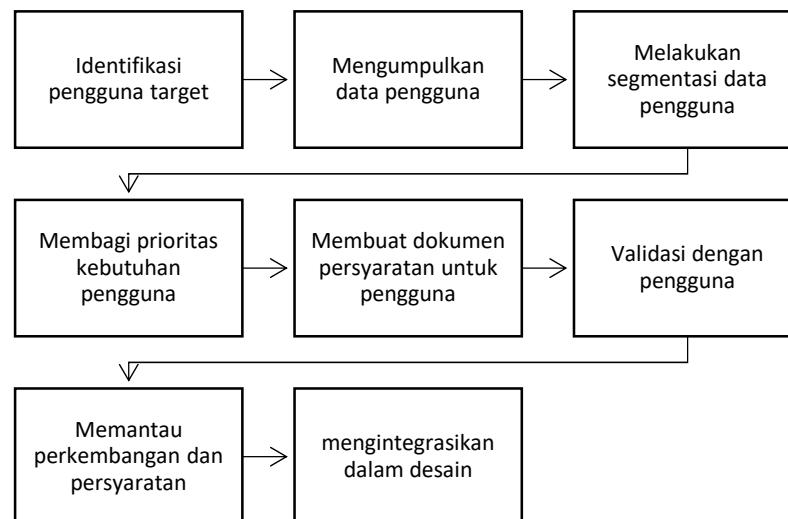 Identifikasi
pengguna target
Mengumpulkan
data pengguna
Melakukan
segmentasi data
pengguna
Membagi prioritas
kebutuhan
pengguna
Membuat dokumen
persyaratan untuk
pengguna
Validasi dengan
pengguna
Memantau
perkembangan dan
persyaratan
mengintegrasikan
dalam desain